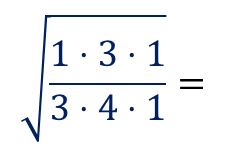 √(1 · 3 · 1 / 3 · 4 · 1) =